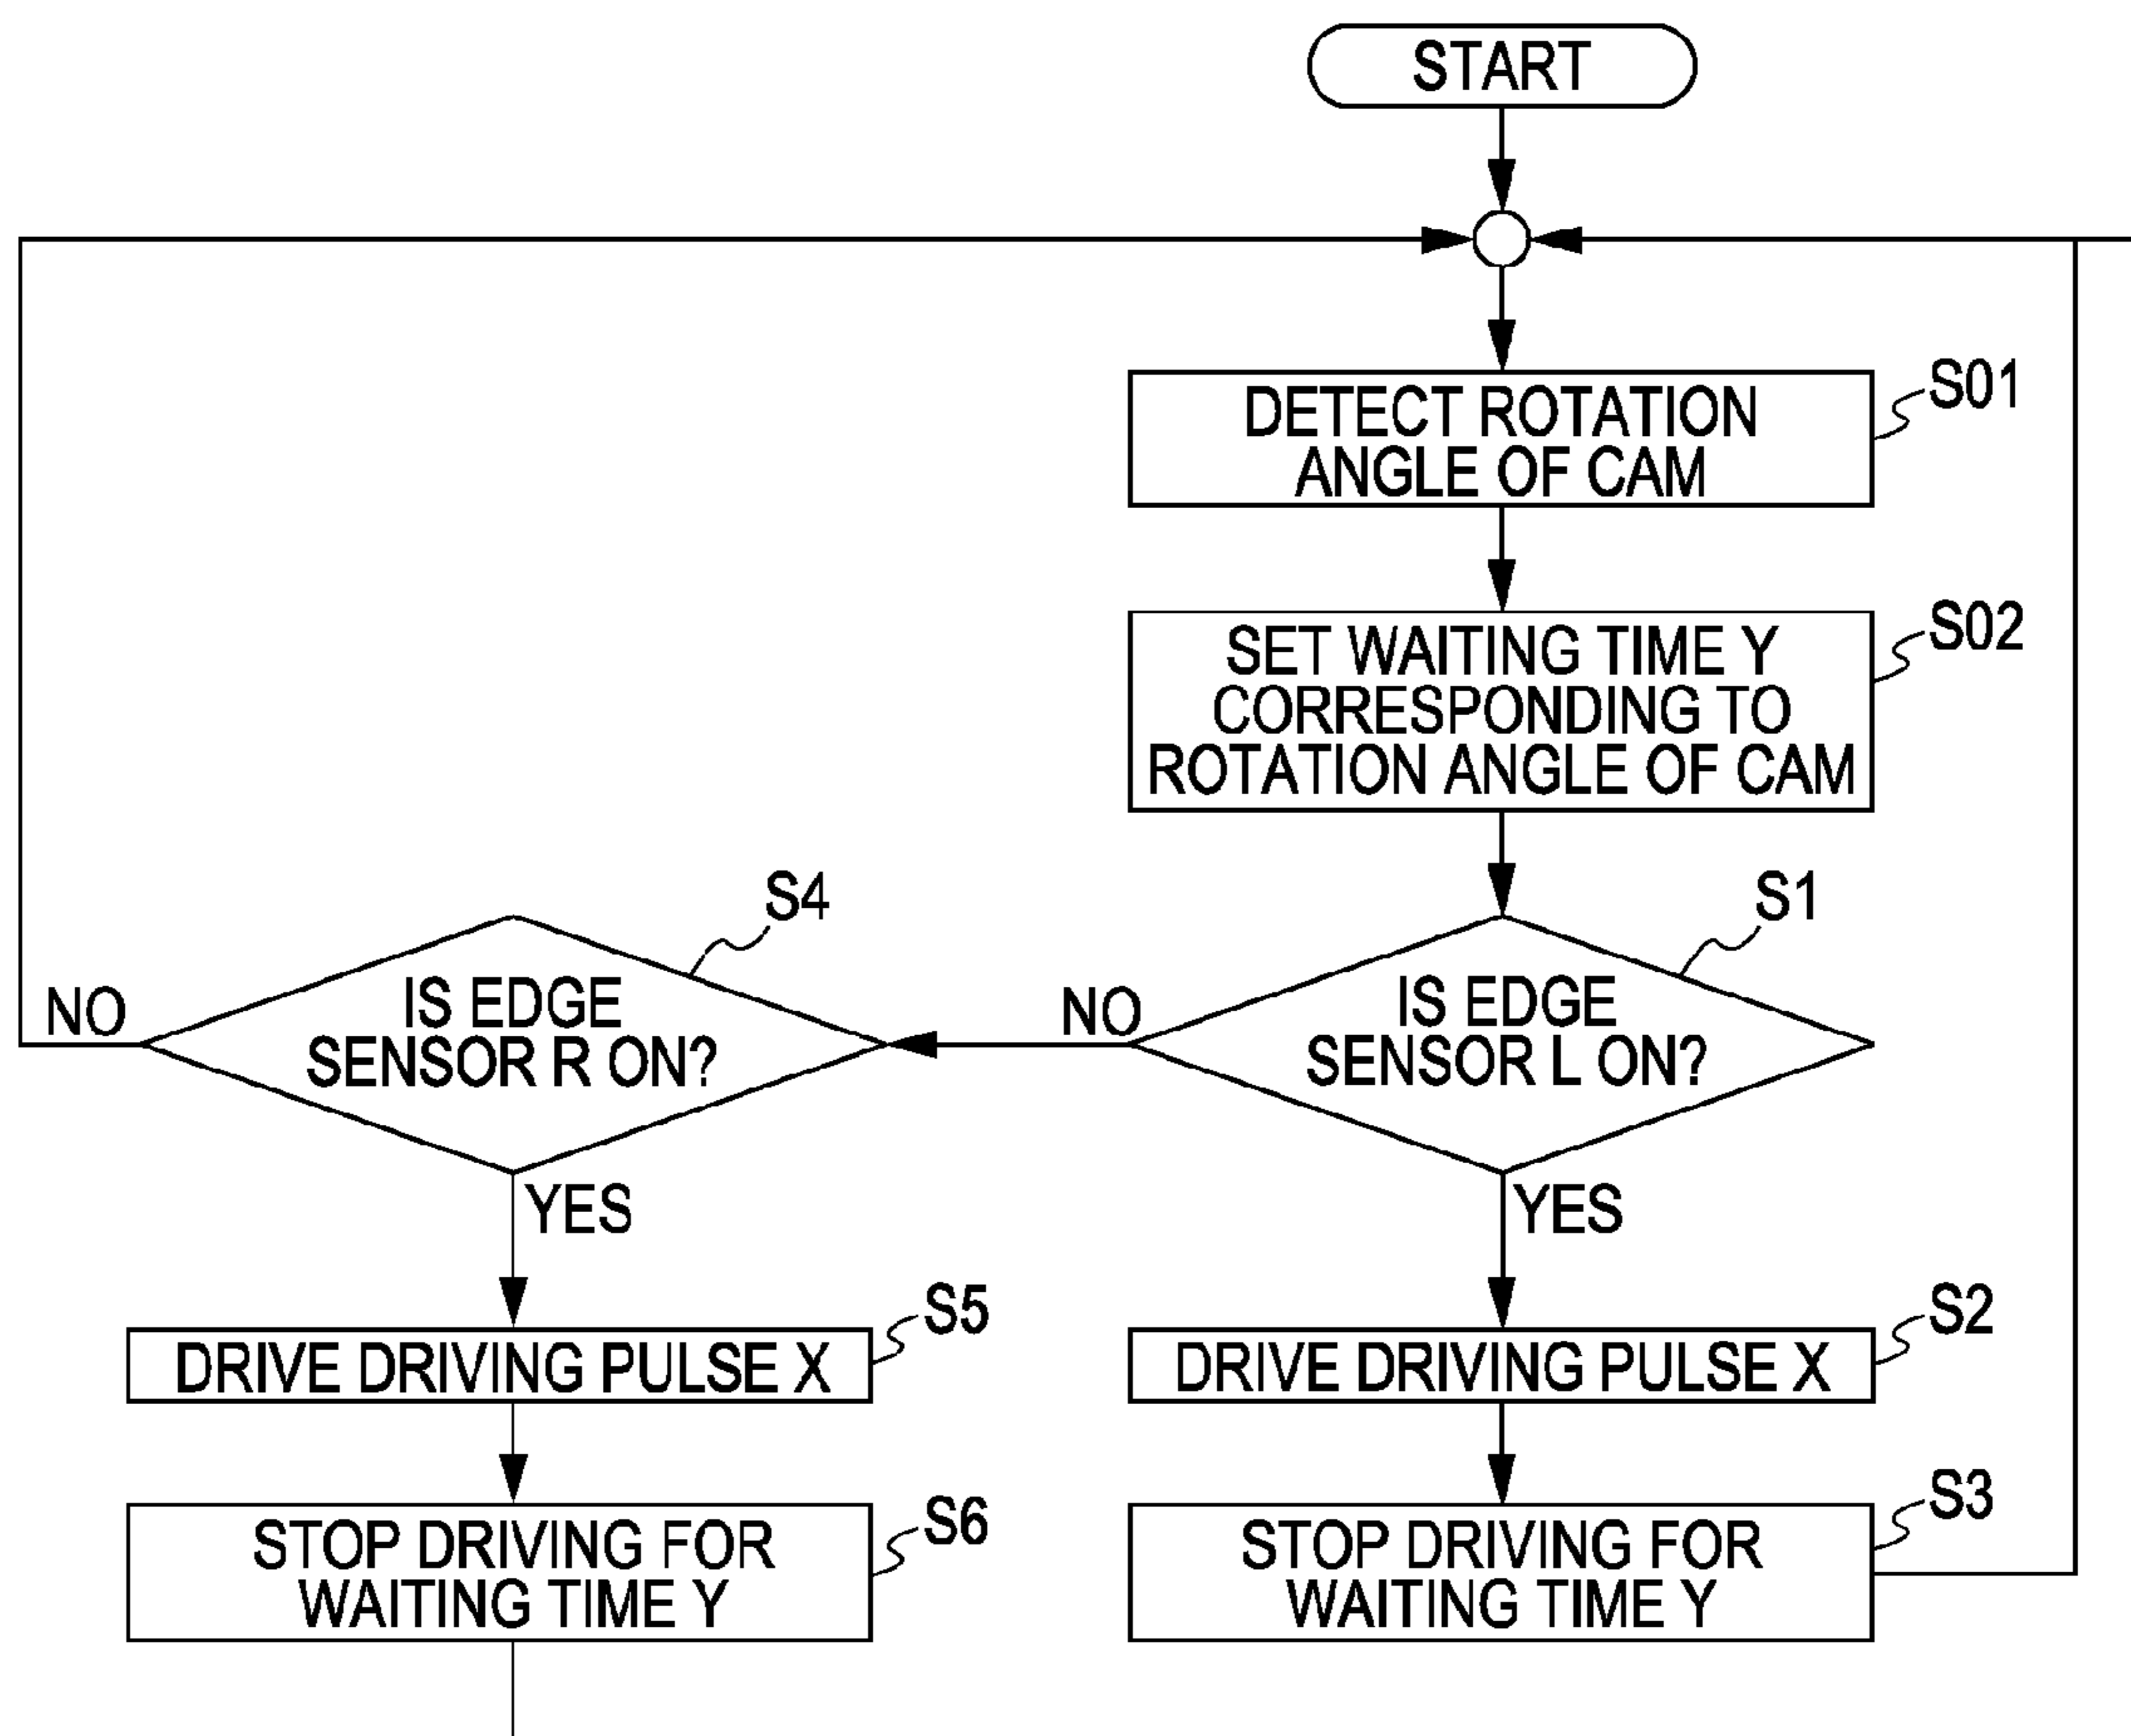 START
DETECT ROTATION
ANGLE OF CAM
S01
SET WAITING TIME Y
CORRESPONDING TO
ROTATION ANGLE OF CAM
S02
S4
S1
NO
IS EDGE
SENSOR R ON?
NO
IS EDGE
SENSOR L ON?
YES
YES
DRIVE DRIVING PULSE X
S5
DRIVE DRIVING PULSE X
S2
STOP DRIVING FOR
WAITING TIME Y
S6
STOP DRIVING FOR
WAITING TIME Y
S3